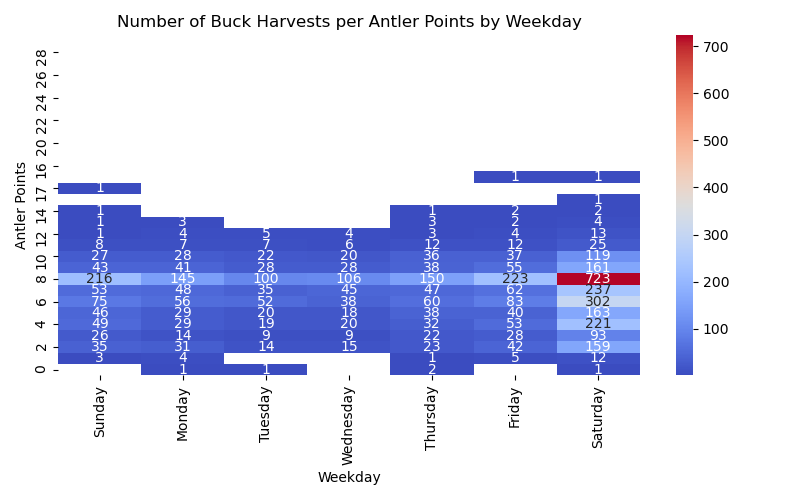 Number of Buck Harvests per Antler Points by Weekday
Antler Points
28
26
24
22
20
16 1 1
17 1
1
14 1 1 2 2
1 3 3 2 4
12 1 4 5 4 3 4 13
8 7 7 6 12 12 25
10 27 28 22 20 36 37 119
43 41 28 28 38 55 161
8 216 145 100 106 150 223 723
53 48 35 45 47 62 237
6 75 56 52 38 60 83 302
46 29 20 18 38 40 163
4 49 29 19 20 32 53 221
26 14 9 9 22 28 93
2 35 31 14 15 23 42 159
3 4 1 5 12
0 1 1 2 1
Sunday
Monday
Tuesday
Wednesday
Thursday
Friday
Saturday
Weekday
700
600
500
400
300
200
100